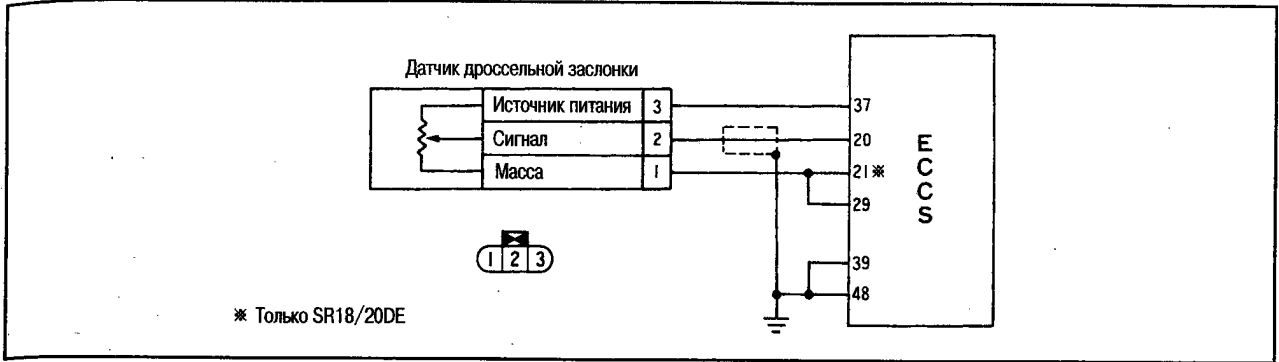 Датчик дроссельной заслонки
Источник питания 3
Сигнал 2
Масса 1
37
20
21※
29
39
48
ECCS
1 2 3
※ Только SR18/20DE